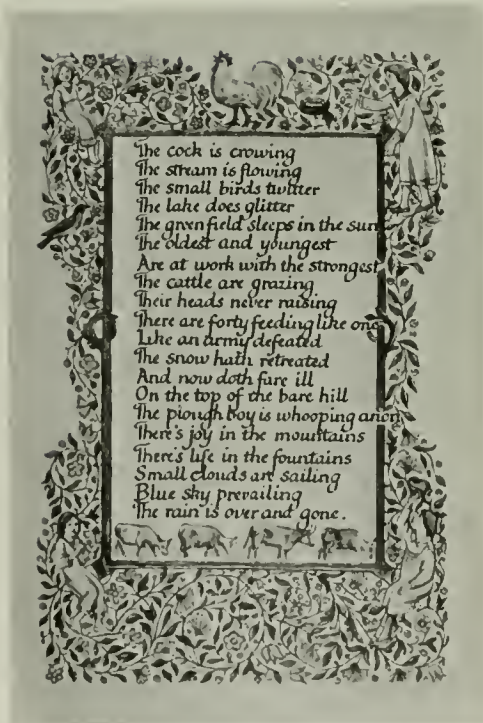 The cock is crowing
The stream is flowing
The small birds twitter
The lake does glitter
The green field sleeps in the sun
The oldest and youngest
Are at work with the strongest
The cattle are grazing
Their heads never raising
There are forty feeding like one
Like an army defeated
The snow hath retreated
And now doth fare ill
On the top of the bare hill
The plough boy is whooping anon
There's joy in the mountains
There's life in the fountains
Small clouds are sailing
Blue sky prevailing
The rain is over and gone.